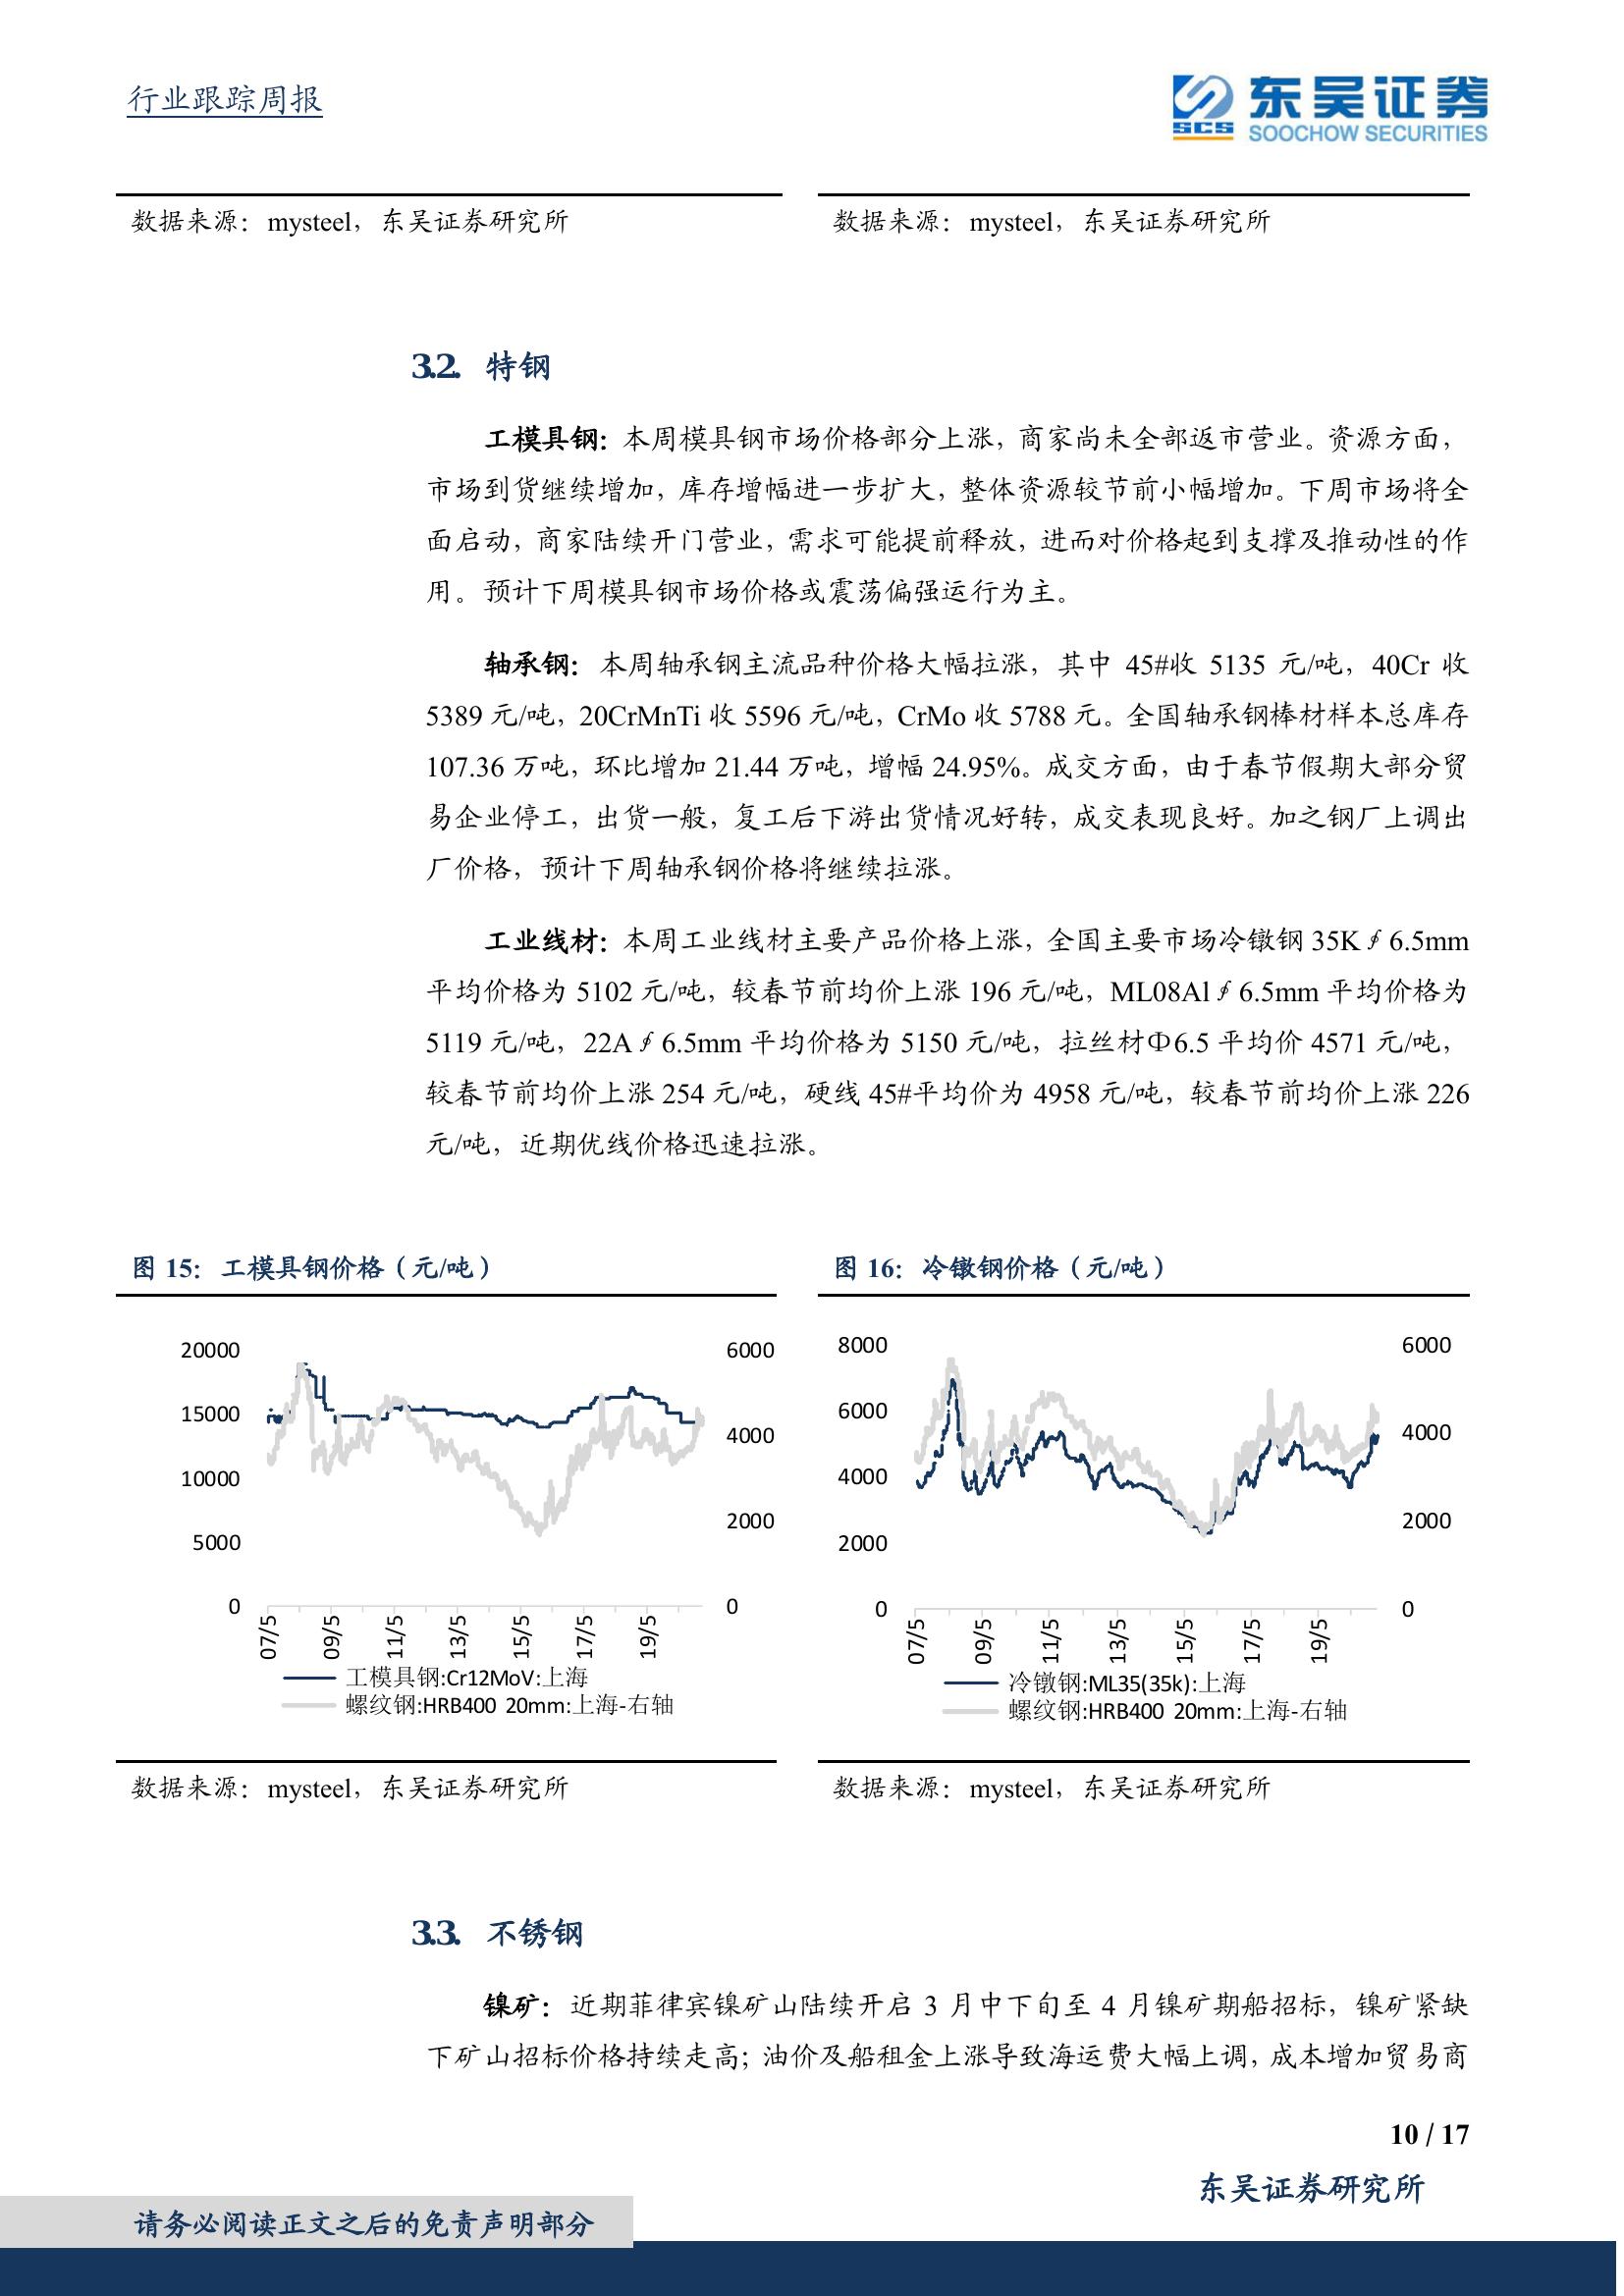 行业跟踪周报
东吴证券
SCS
SOOCHOW SECURITIES
数据来源：mysteel，东吴证券研究所
数据来源：mysteel，东吴证券研究所
3.2. 特钢
工模具钢：本周模具钢市场价格部分上涨，商家尚未全部返市营业。资源方面，
市场到货继续增加，库存增幅进一步扩大，整体资源较节前小幅增加。下周市场将全
面启动，商家陆续开门营业，需求可能提前释放，进而对价格起到支撑及推动性的作
用。预计下周模具钢市场价格或震荡偏强运行为主。
轴承钢：本周轴承钢主流品种价格大幅拉涨，其中 45#收 5135 元/吨，40Cr 收
5389 元/吨，20CrMnTi 收 5596 元/吨，CrMo 收 5788 元。全国轴承钢棒材样本总库存
107.36 万吨，环比增加 21.44 万吨，增幅 24.95%。成交方面，由于春节假期大部分贸
易企业停工，出货一般，复工后下游出货情况好转，成交表现良好。加之钢厂上调出
厂价格，预计下周轴承钢价格将继续拉涨。
工业线材：本周工业线材主要产品价格上涨，全国主要市场冷镦钢 35K∮6.5mm
平均价格为 5102 元/吨，较春节前均价上涨 196 元/吨，ML08Al∮6.5mm 平均价格为
5119 元/吨，22A∮6.5mm 平均价格为 5150 元/吨，拉丝材Φ6.5 平均价 4571 元/吨，
较春节前均价上涨 254 元/吨，硬线 45#平均价为 4958 元/吨，较春节前均价上涨 226
元/吨，近期优线价格迅速拉涨。
图 15：工模具钢价格（元/吨）
20000
15000
10000
5000
0
6000
4000
2000
0
07/5
09/5
11/5
13/5
15/5
17/5
19/5
工模具钢:Cr12MoV:上海
螺纹钢:HRB400 20mm:上海-右轴
数据来源：mysteel，东吴证券研究所
图 16：冷镦钢价格（元/吨）
8000
6000
4000
2000
0
6000
4000
2000
0
07/5
09/5
11/5
13/5
15/5
17/5
19/5
冷镦钢:ML35(35k):上海
螺纹钢:HRB400 20mm:上海-右轴
数据来源：mysteel，东吴证券研究所
3.3. 不锈钢
镍矿：近期菲律宾镍矿山陆续开启 3 月中下旬至 4 月镍矿期船招标，镍矿紧缺
下矿山招标价格持续走高；油价及船租金上涨导致海运费大幅上调，成本增加贸易商
10 / 17
东吴证券研究所
请务必阅读正文之后的免责声明部分